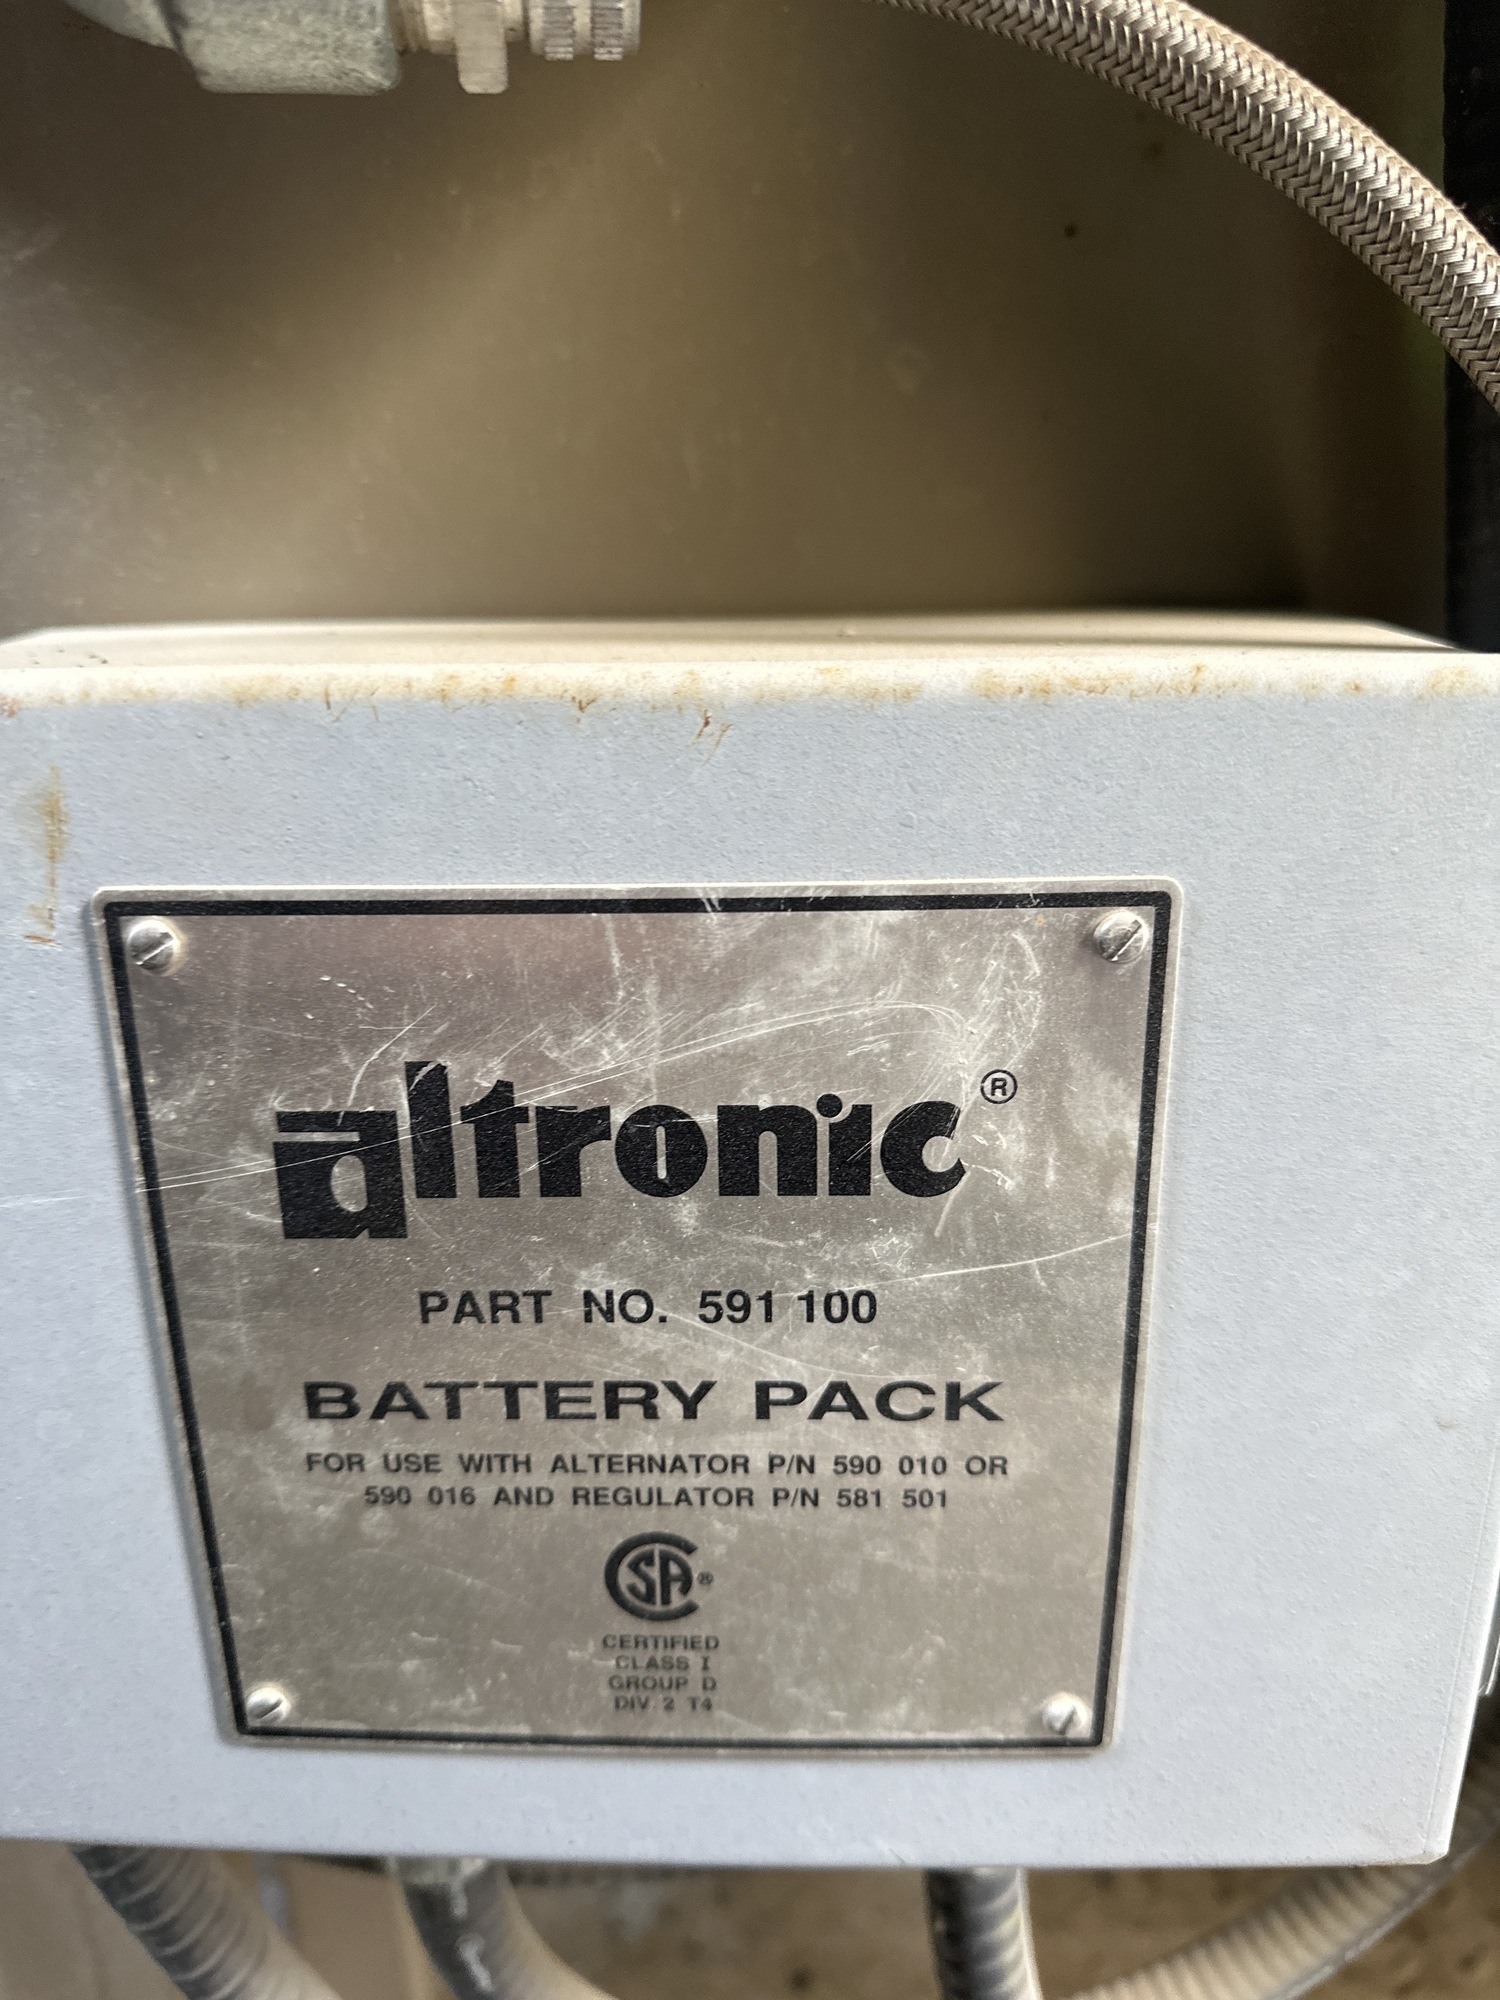 altronic®
PART NO. 591 100
BATTERY PACK
FOR USE WITH ALTERNATOR P/N 590 010 OR
590 016 AND REGULATOR P/N 581 501
CSA®
CERTIFIED
CLASS I
GROUP D
DIV. 2 T4